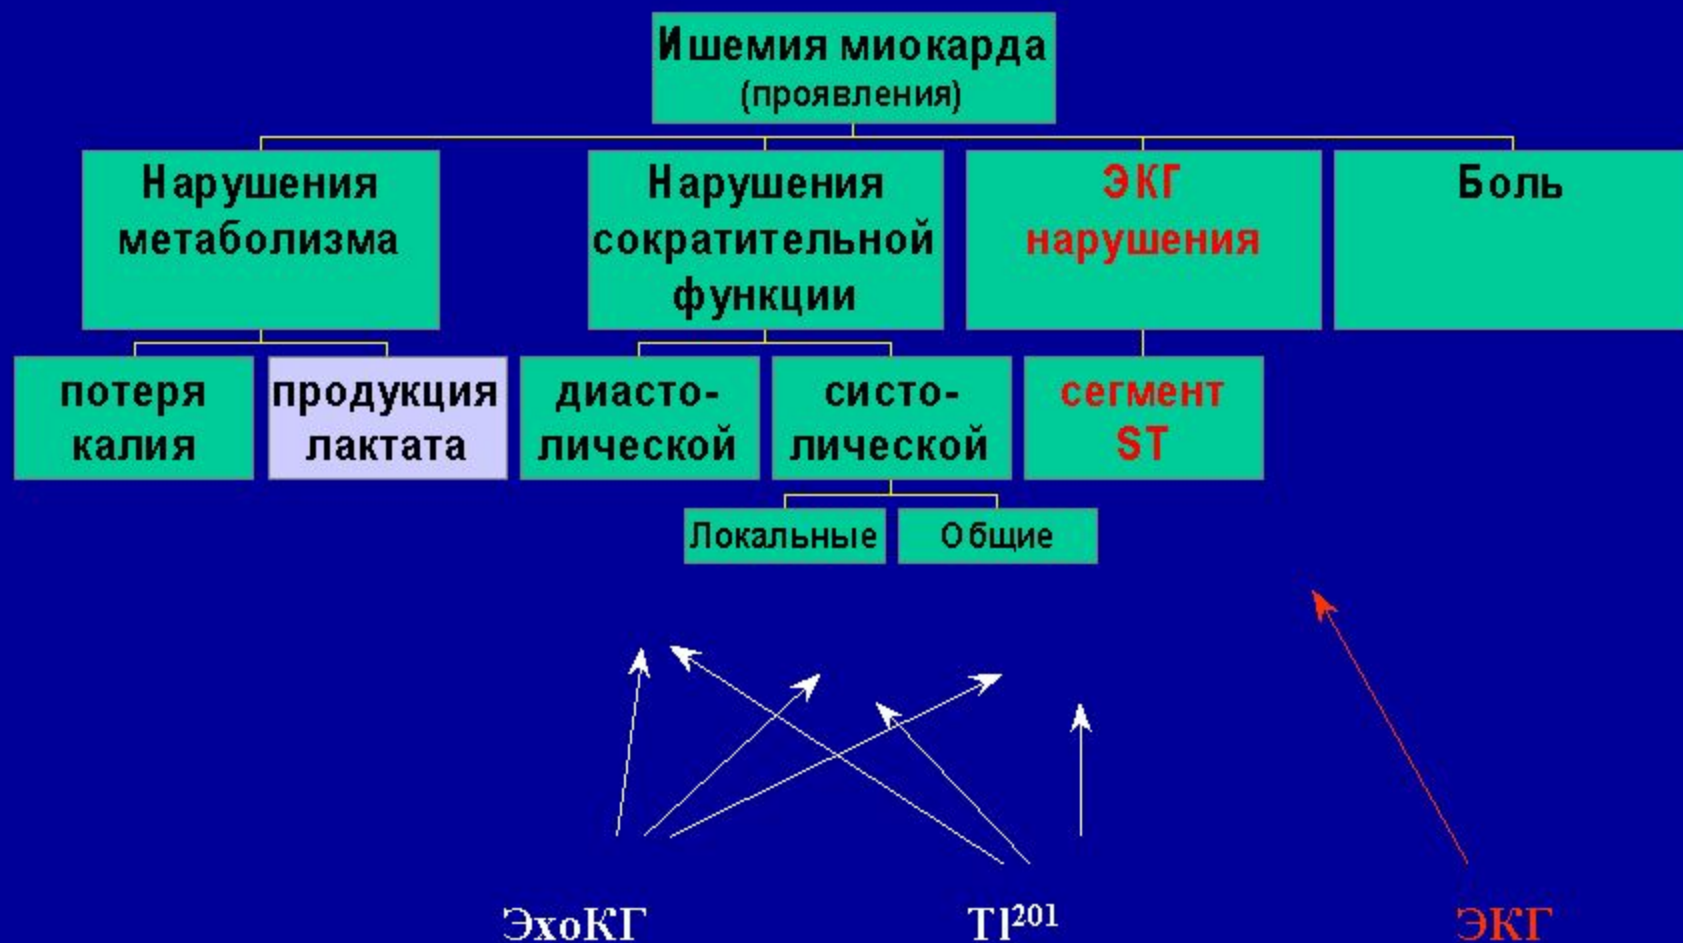 Ишемия миокарда
(проявления)
Нарушения
метаболизма
Нарушения
сократительной
функции
ЭКГ
нарушения
Боль
потеря
калия
продукция
лактата
диасто-
лической
систо-
лической
сегмент
ST
Локальные
Общие
ЭхоКГ
Tl²⁰¹
ЭКГ